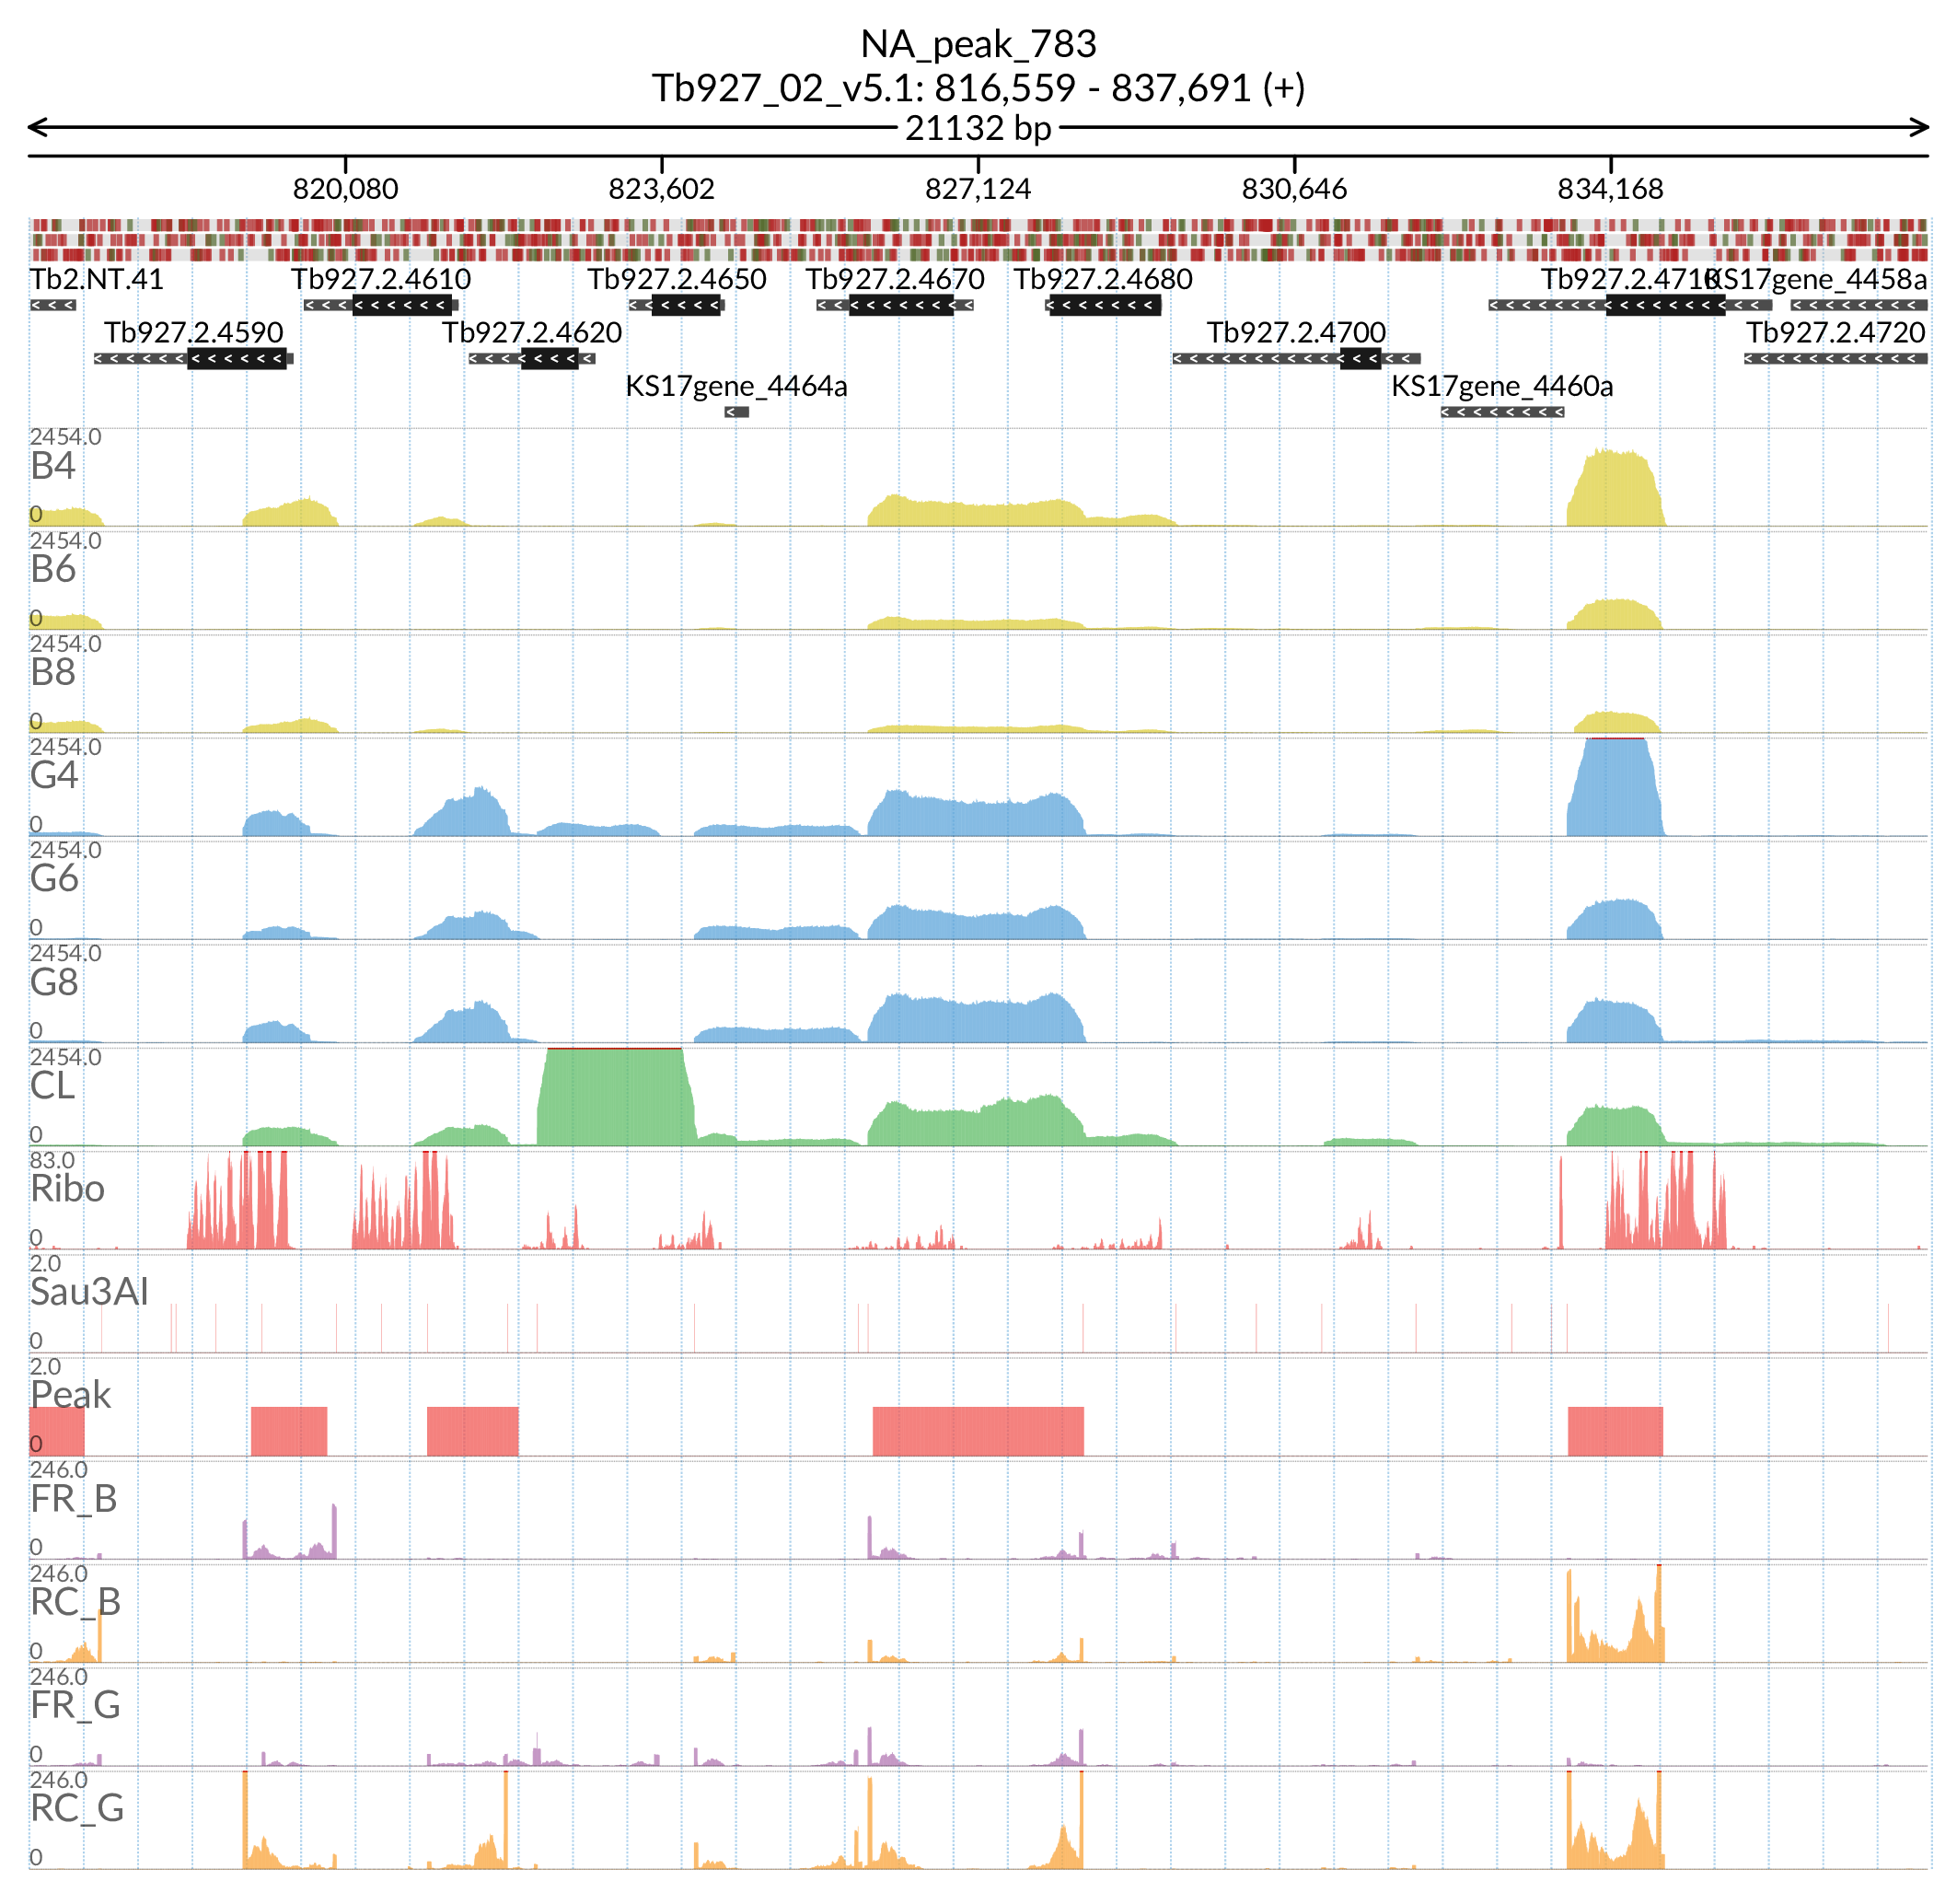 NA_peak_783
Tb927_02_v5.1: 816,559 - 837,691 (+)
21132 bp
820,080 823,602 827,124 830,646 834,168
Tb2.NT.41 Tb927.2.4610 Tb927.2.4650 Tb927.2.4670 Tb927.2.4680 Tb927.2.4710 KS17gene_4458a
Tb927.2.4590 Tb927.2.4620 Tb927.2.4700 Tb927.2.4720
KS17gene_4464a KS17gene_4460a
2454.0
B4
0
2454.0
B6
0
2454.0
B8
0
2454.0
G4
0
2454.0
G6
0
2454.0
G8
0
2454.0
CL
0
83.0
Ribo
0
2.0
Sau3AI
0
2.0
Peak
0
246.0
FR_B
0
246.0
RC_B
0
246.0
FR_G
0
246.0
RC_G
0